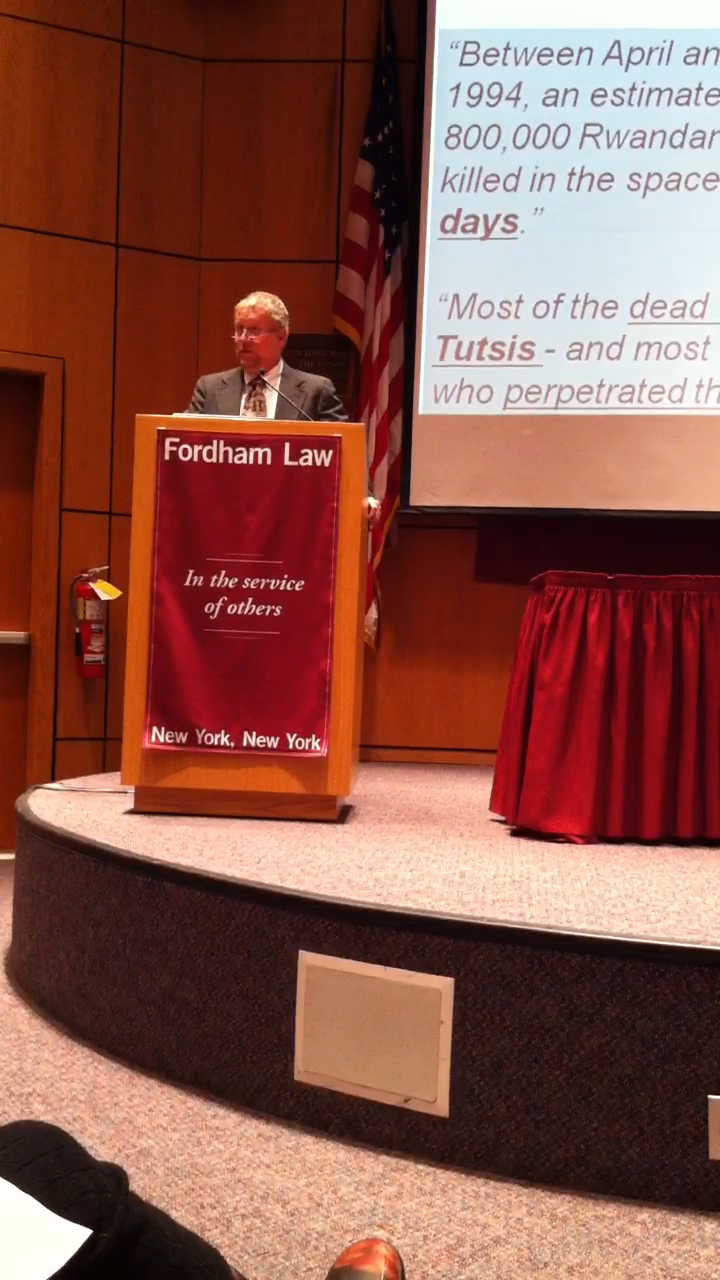 “Between April an
1994, an estimate
800,000 Rwandan
killed in the space
days.”
“Most of the dead
Tutsis - and most
who perpetrated th
Fordham Law
In the service
of others
New York, New York